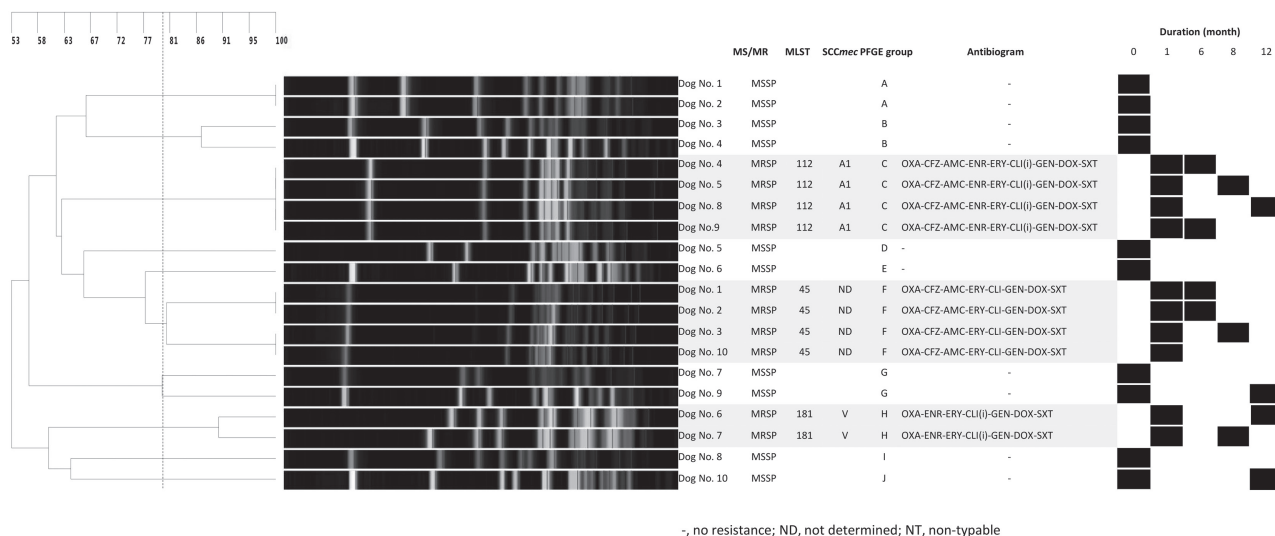 53 58 63 67 72 77 81 86 91 95 100
Duration (month)
MS/MR MLST SCCmec PFGE group Antibiogram 0 1 6 8 12
Dog No. 1 MSSP A -
Dog No. 2 MSSP A -
Dog No. 3 MSSP B -
Dog No. 4 MSSP B -
Dog No. 4 MRSP 112 A1 C OXA-CFZ-AMC-ENR-ERY-CLI(i)-GEN-DOX-SXT
Dog No. 5 MRSP 112 A1 C OXA-CFZ-AMC-ENR-ERY-CLI(i)-GEN-DOX-SXT
Dog No. 8 MRSP 112 A1 C OXA-CFZ-AMC-ENR-ERY-CLI(i)-GEN-DOX-SXT
Dog No.9 MRSP 112 A1 C OXA-CFZ-AMC-ENR-ERY-CLI(i)-GEN-DOX-SXT
Dog No. 5 MSSP D -
Dog No. 6 MSSP E -
Dog No. 1 MRSP 45 ND F OXA-CFZ-AMC-ERY-CLI-GEN-DOX-SXT
Dog No. 2 MRSP 45 ND F OXA-CFZ-AMC-ERY-CLI-GEN-DOX-SXT
Dog No. 3 MRSP 45 ND F OXA-CFZ-AMC-ERY-CLI-GEN-DOX-SXT
Dog No. 10 MRSP 45 ND F OXA-CFZ-AMC-ERY-CLI-GEN-DOX-SXT
Dog No. 7 MSSP G -
Dog No. 9 MSSP G -
Dog No. 6 MRSP 181 V H OXA-ENR-ERY-CLI(i)-GEN-DOX-SXT
Dog No. 7 MRSP 181 V H OXA-ENR-ERY-CLI(i)-GEN-DOX-SXT
Dog No. 8 MSSP I -
Dog No. 10 MSSP J -
-, no resistance; ND, not determined; NT, non-typable